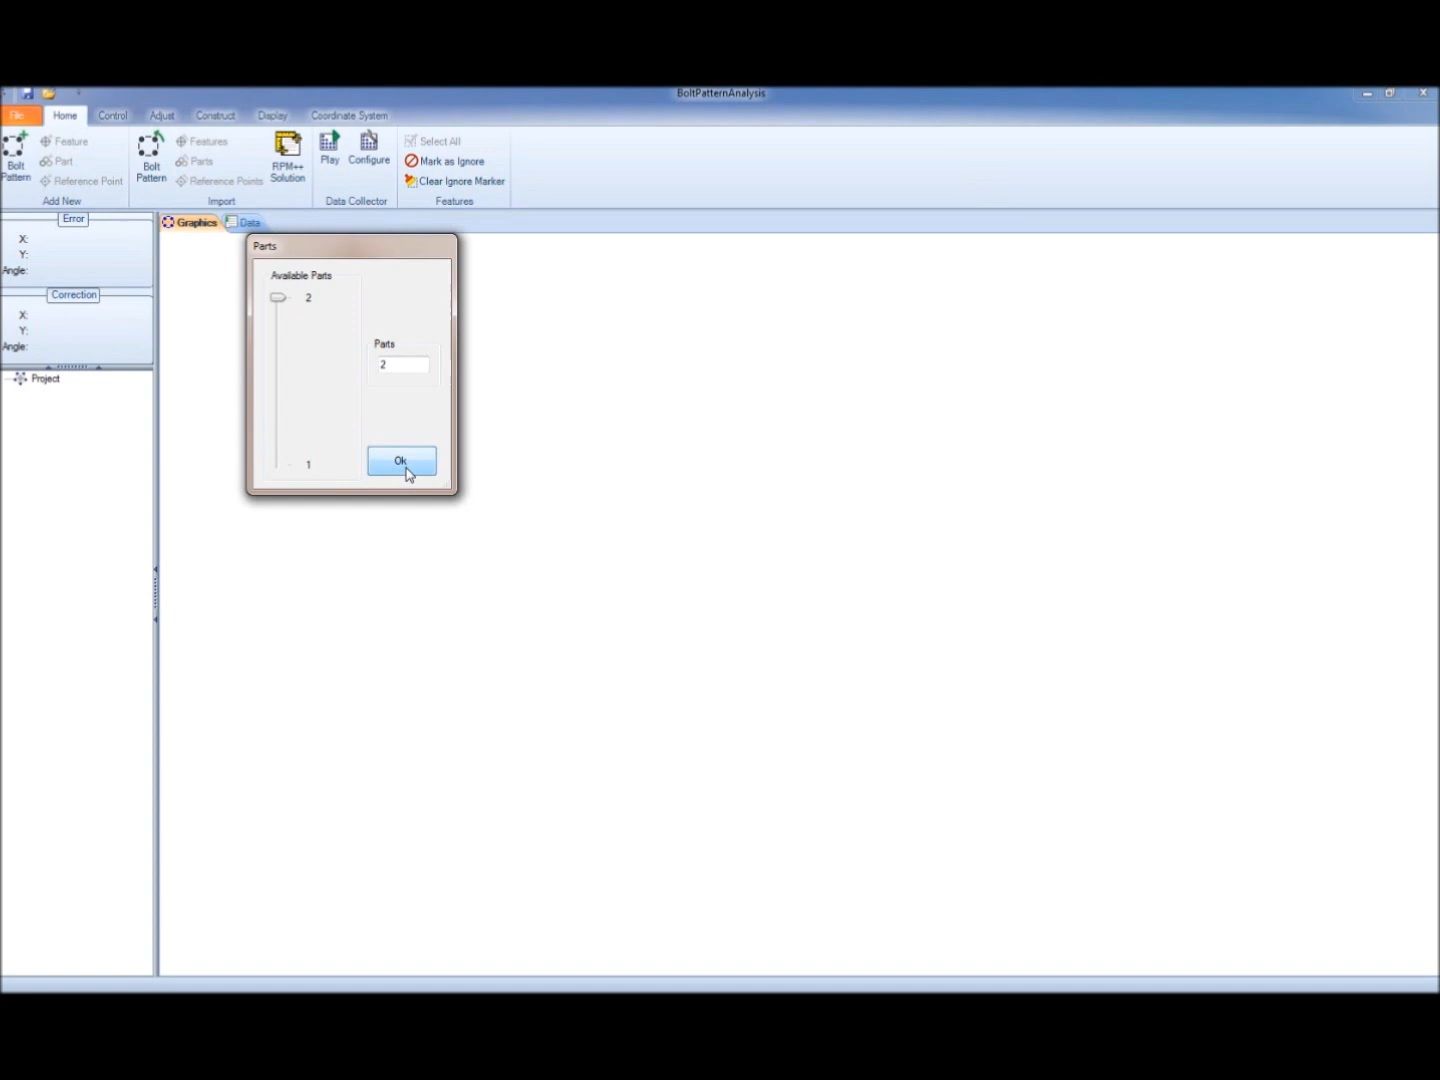 BoltPatternAnalysis
File Home Control Adjust Construct Display Coordinate System
Bolt Pattern
Feature
Part
Reference Point
Add New
Bolt Pattern
Features
Parts
Reference Points
RPM++ Solution
Import
Play
Configure
Data Collector
Select All
Mark as Ignore
Clear Ignore Marker
Features
Error
X:
Y:
Angle:
Correction
X:
Y:
Angle:
Project
Graphics Data
Parts
Available Parts
2
Parts
2
Ok
1